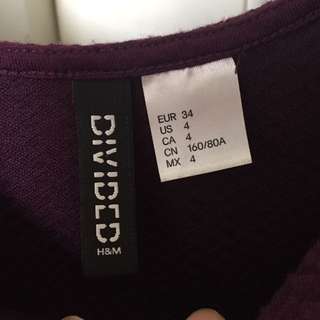 DIVIDED
H&M
EUR 34
US 4
CA 4
CN 160/80A
MX 4